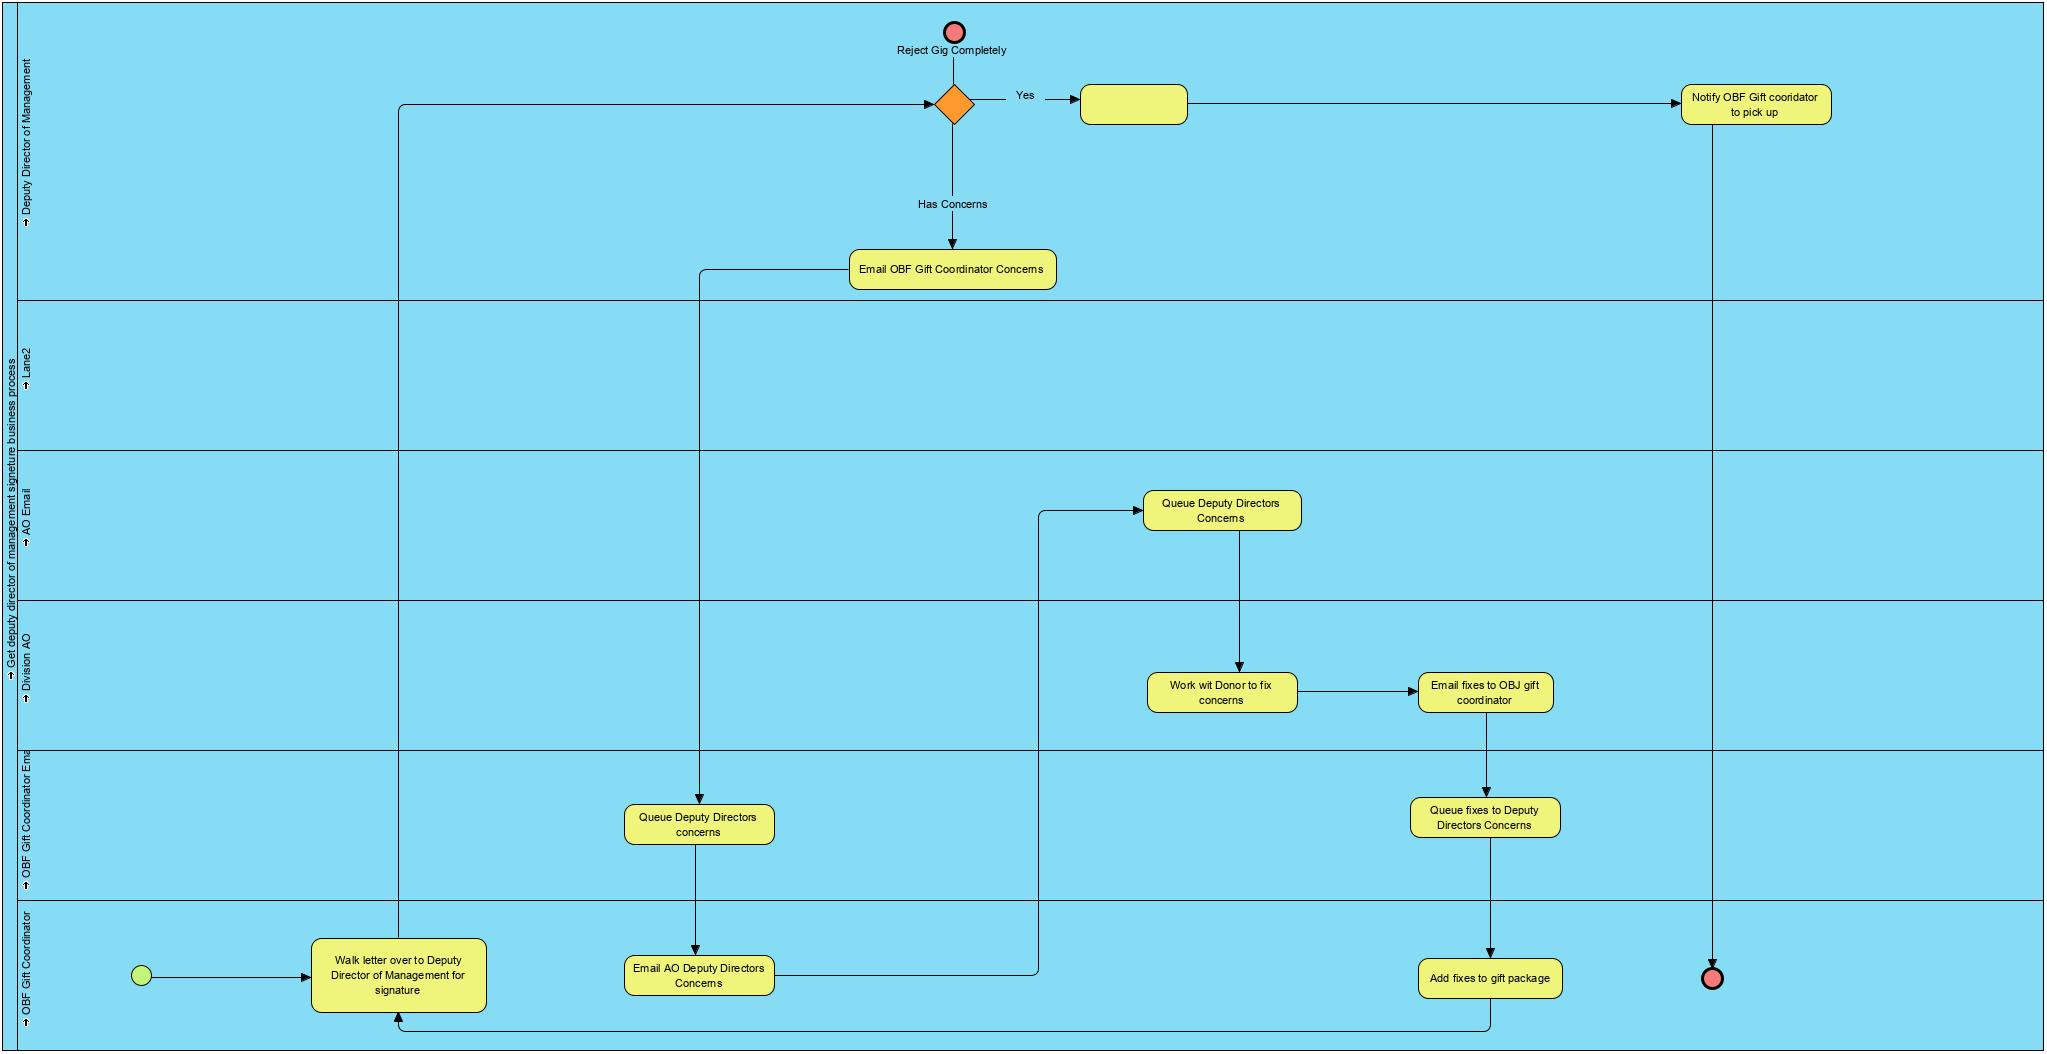 Get deputy director of management signeture business process
Deputy Director of Management
Reject Gig Completely
Yes
Notify OBF Gift cooridator
to pick up
Has Concerns
Email OBF Gift Coordinator Concerns
Lane2
AO Email
Queue Deputy Directors
Concerns
Division AO
Work wit Donor to fix
concerns
Email fixes to OBJ gift
coordinator
OBF Gift Coordinator Ema
Queue Deputy Directors
concerns
Queue fixes to Deputy
Directors Concerns
OBF Gift Coordinator
Walk letter over to Deputy
Director of Management for
signature
Email AO Deputy Directors
Concerns
Add fixes to gift package